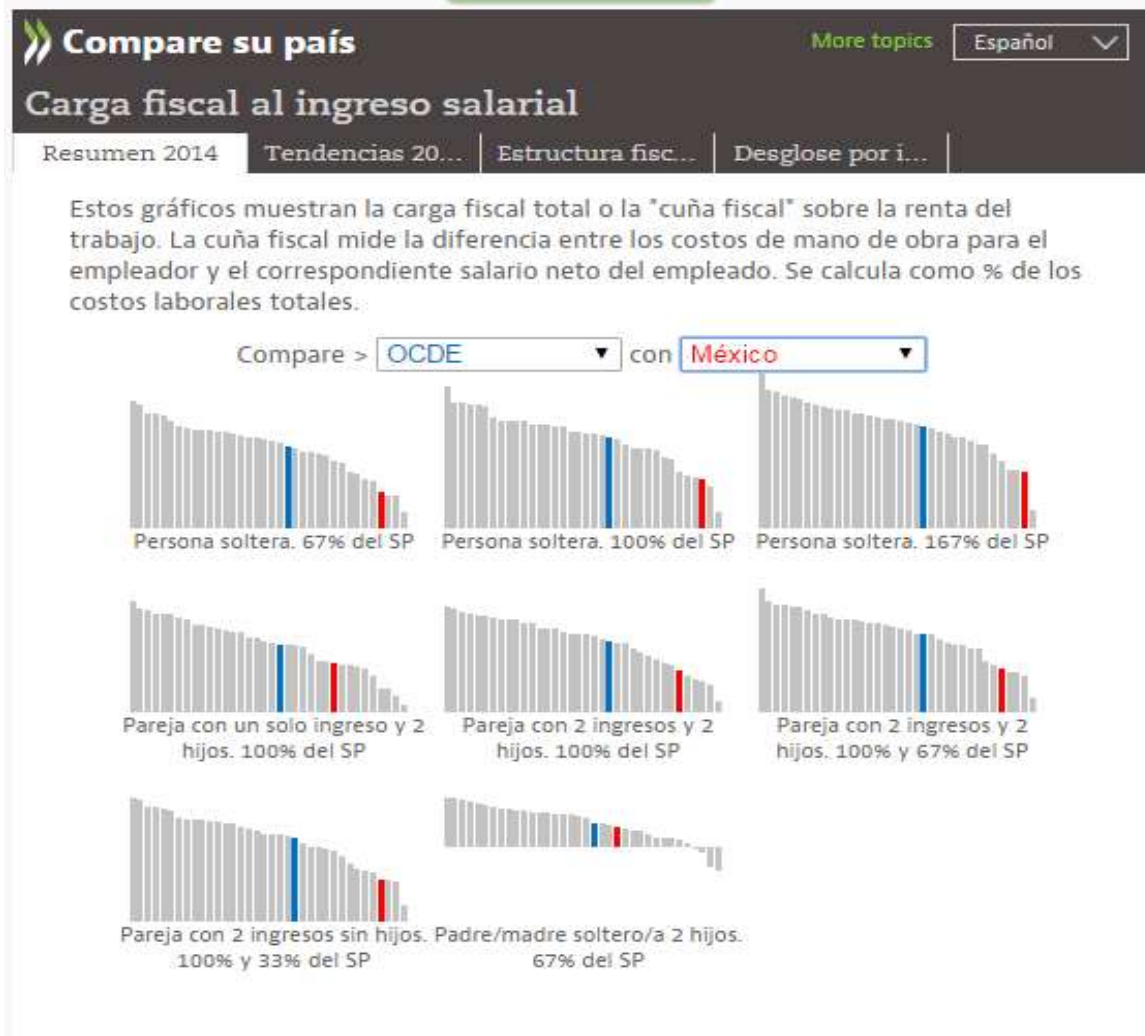 Compare su país
More topics
Español
Carga fiscal al ingreso salarial
Resumen 2014
Tendencias 20...
Estructura fisc...
Desglose por i...
Estos gráficos muestran la carga fiscal total o la "cuña fiscal" sobre la renta del
trabajo. La cuña fiscal mide la diferencia entre los costos de mano de obra para el
empleador y el correspondiente salario neto del empleado. Se calcula como % de los
costos laborales totales.
Compare > OCDE con México
Persona soltera. 67% del SP
Persona soltera. 100% del SP
Persona soltera. 167% del SP
Pareja con un solo ingreso y 2
hijos. 100% del SP
Pareja con 2 ingresos y 2
hijos. 100% del SP
Pareja con 2 ingresos y 2
hijos. 100% y 67% del SP
Pareja con 2 ingresos sin hijos.
100% y 33% del SP
Padre/madre soltero/a 2 hijos.
67% del SP